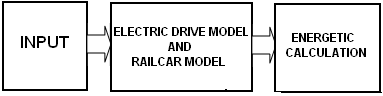 INPUT
ELECTRIC DRIVE MODEL
AND
RAILCAR MODEL
ENERGETIC
CALCULATION